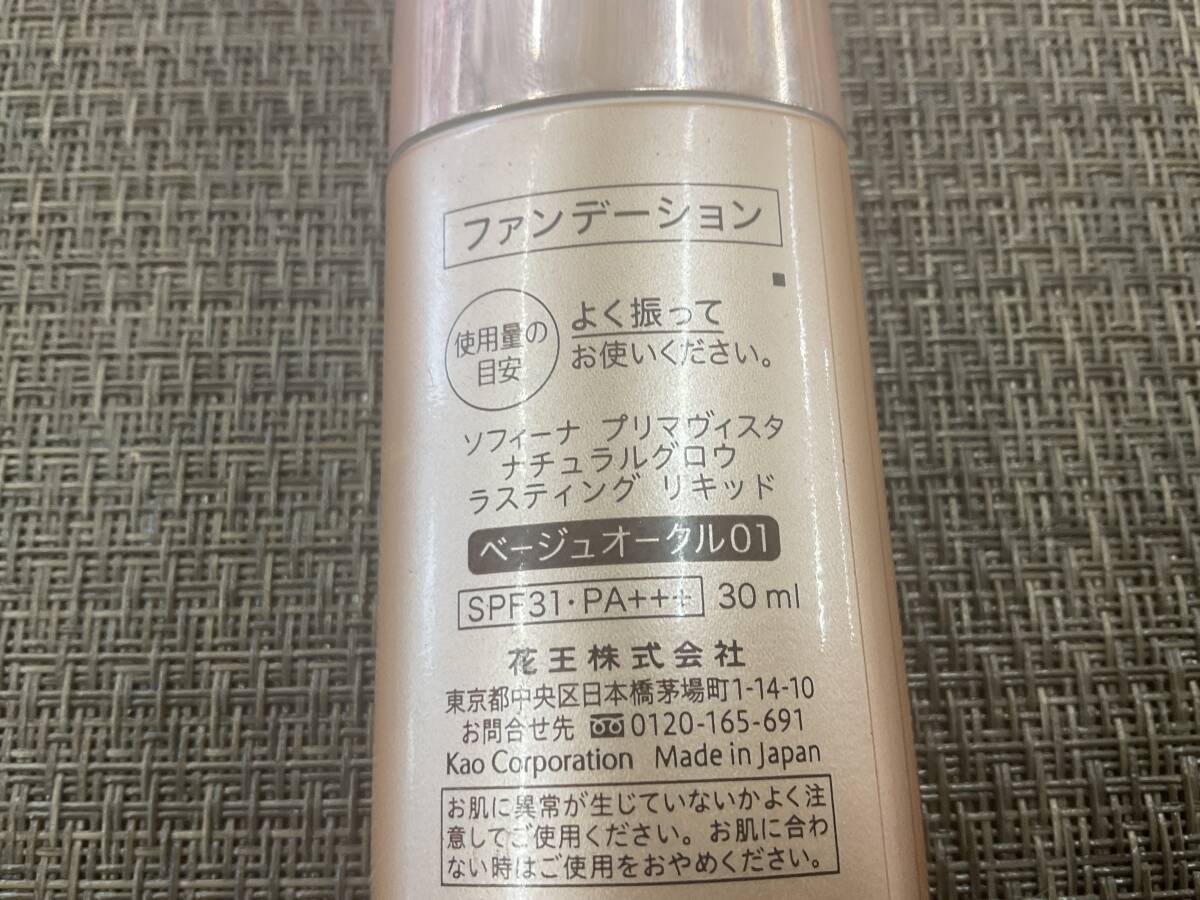 ファンデーション
使用量の
目安
よく振って
お使いください。
ソフィーナ プリマヴィスタ
ナチュラルグロウ
ラスティング リキッド
ベージュオークル01
SPF31・PA+++ 30 ml
花王株式会社
東京都中央区日本橋茅場町1-14-10
お問合せ先 0120-165-691
Kao Corporation Made in Japan
お肌に異常が生じていないかよく注
意してご使用ください。お肌に合わ
ない時はご使用をおやめください。